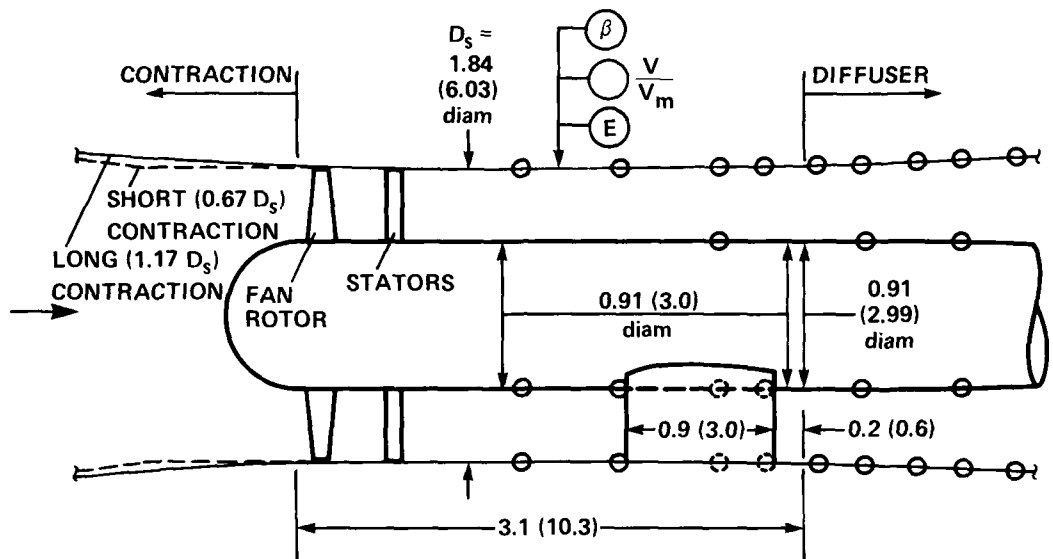 CONTRACTION
D_s =
1.84
(6.03)
diam
β
V
V_m
E
DIFFUSER
SHORT (0.67 D_s)
CONTRACTION
LONG (1.17 D_s)
CONTRACTION
FAN
ROTOR
STATORS
0.91 (3.0)
diam
0.91
(2.99)
diam
0.9 (3.0)
0.2 (0.6)
3.1 (10.3)